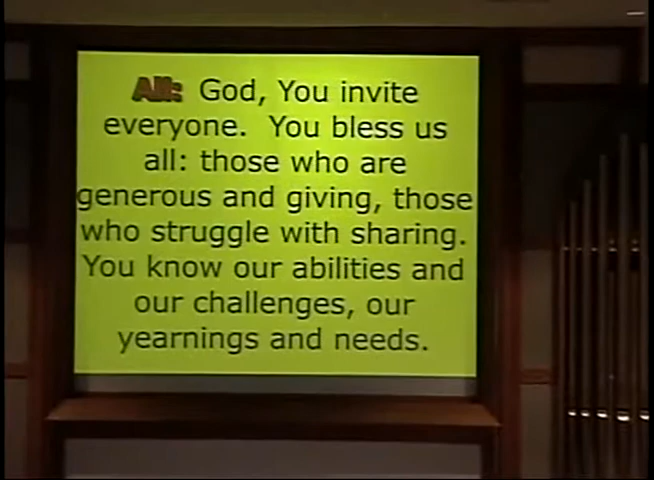 All: God, You invite
everyone. You bless us
all: those who are
generous and giving, those
who struggle with sharing.
You know our abilities and
our challenges, our
yearnings and needs.